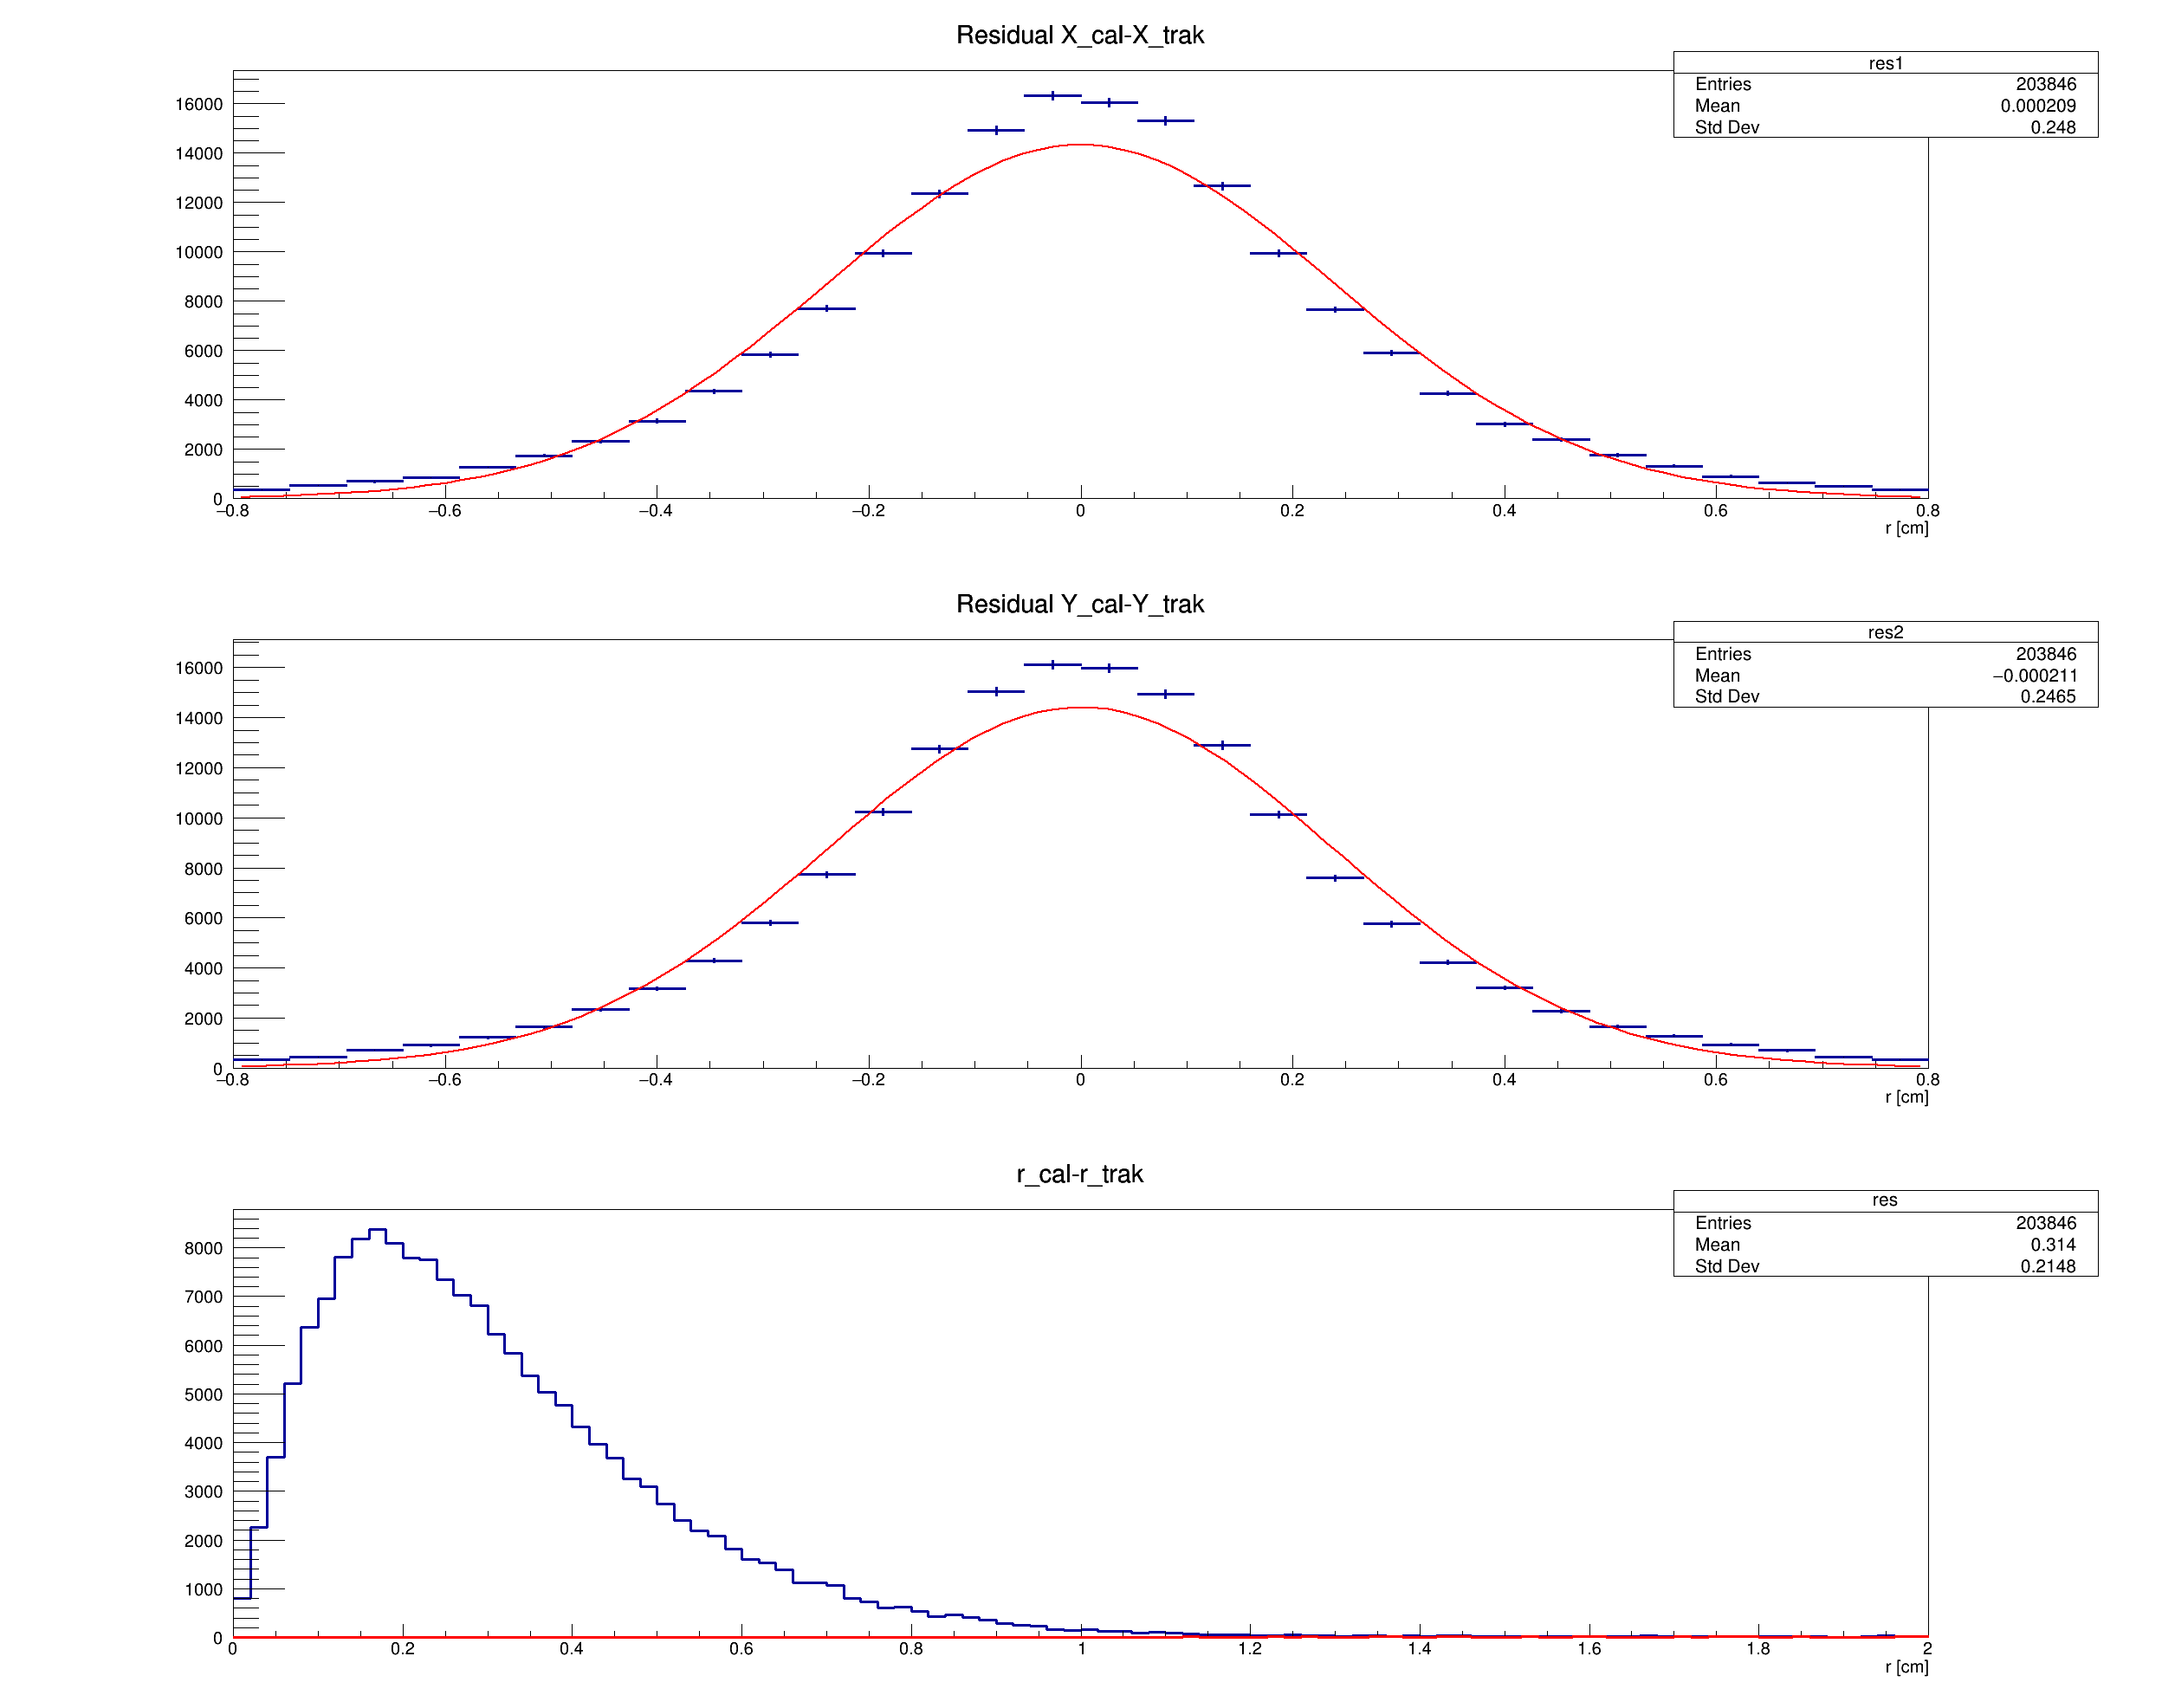 Residual X_cal-X_trak
res1
Entries 203846
Mean 0.000209
Std Dev 0.248
16000
14000
12000
10000
8000
6000
4000
2000
0
−0.8 −0.6 −0.4 −0.2 0 0.2 0.4 0.6 0.8
r [cm]
Residual Y_cal-Y_trak
res2
Entries 203846
Mean −0.000211
Std Dev 0.2465
16000
14000
12000
10000
8000
6000
4000
2000
0
−0.8 −0.6 −0.4 −0.2 0 0.2 0.4 0.6 0.8
r [cm]
r_cal-r_trak
res
Entries 203846
Mean 0.314
Std Dev 0.2148
8000
7000
6000
5000
4000
3000
2000
1000
0
0 0.2 0.4 0.6 0.8 1 1.2 1.4 1.6 1.8 2
r [cm]